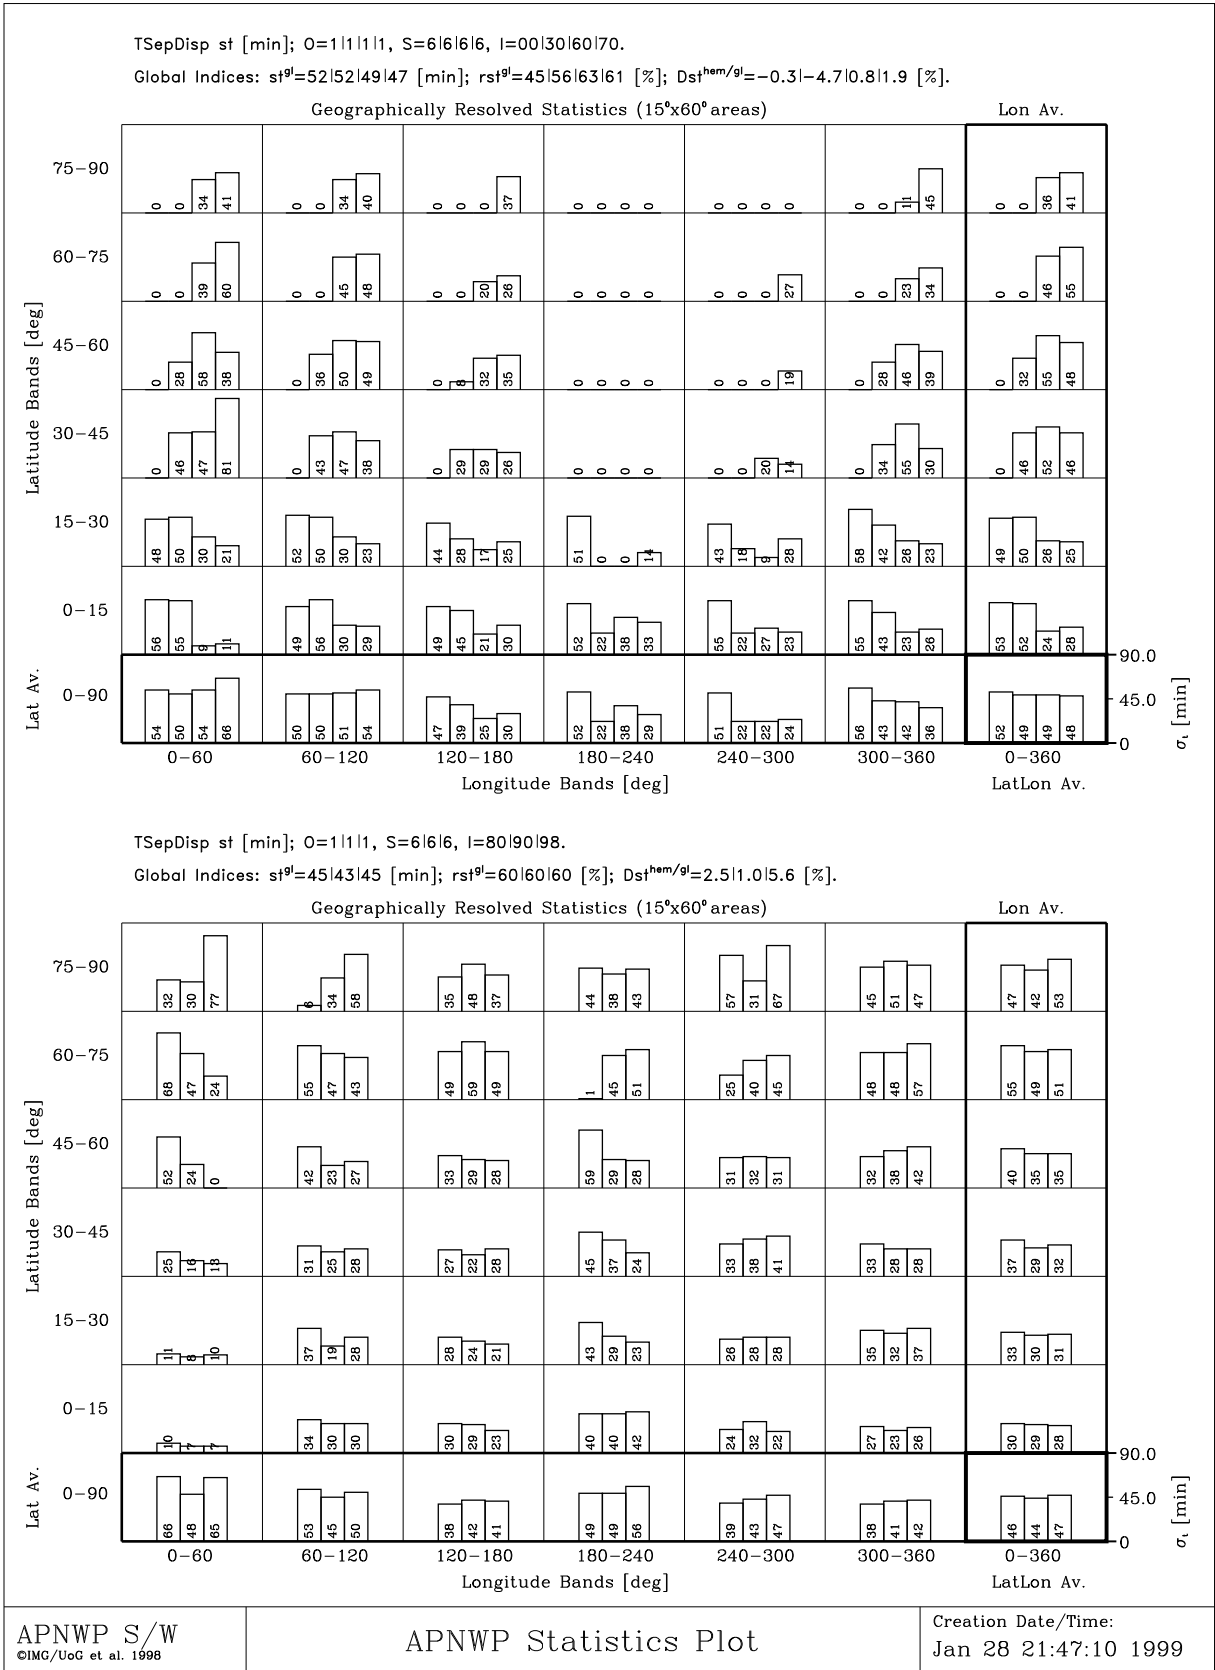 TSepDisp st [min]; O=1|1|1|1, S=6|6|6|6, I=00|30|60|70.
Global Indices: st^gl=52|52|49|47 [min]; rst^gl=45|56|63|61 [%]; Dst^hem/gl=−0.3|−4.7|0.8|1.9 [%].
Geographically Resolved Statistics (15°x60° areas) Lon Av.
75−90 0 0 34 41 0 0 34 40 0 0 0 37 0 0 0 0 0 0 0 0 0 0 11 45 0 0 36 41
60−75 0 0 39 60 0 0 45 48 0 0 20 26 0 0 0 0 0 0 0 27 0 0 23 34 0 0 46 55
45−60 0 28 58 38 0 36 50 49 0 8 32 35 0 0 0 0 0 0 0 19 0 28 46 39 0 32 55 48
30−45 0 46 47 81 0 43 47 38 0 29 29 26 0 0 0 0 0 0 20 14 0 34 55 30 0 46 52 46
15−30 48 50 30 21 52 50 30 23 44 28 17 25 51 0 0 14 43 18 9 28 58 42 26 23 49 50 26 25
0−15 56 55 9 11 49 56 30 29 49 45 21 30 52 22 38 33 55 22 27 23 55 43 23 26 53 52 24 28
0−90 54 50 54 66 50 50 51 54 47 39 25 30 52 22 38 29 51 22 22 24 56 43 42 36 52 49 49 48
Latitude Bands [deg]
Lat Av.
90.0
45.0
0
σι [min]
0−60 60−120 120−180 180−240 240−300 300−360 0−360
Longitude Bands [deg] LatLon Av.
TSepDisp st [min]; O=1|1|1, S=6|6|6, I=80|90|98.
Global Indices: st^gl=45|43|45 [min]; rst^gl=60|60|60 [%]; Dst^hem/gl=2.5|1.0|5.6 [%].
Geographically Resolved Statistics (15°x60° areas) Lon Av.
75−90 32 30 77 6 34 58 35 48 37 44 38 43 57 31 67 45 51 47 47 42 53
60−75 68 47 24 55 47 43 49 59 49 1 45 51 25 40 45 48 48 57 55 49 51
45−60 52 24 0 42 23 27 33 29 28 59 29 28 31 32 31 32 38 42 40 35 35
30−45 25 16 13 31 25 28 27 22 28 45 37 24 33 38 41 33 28 28 37 29 32
15−30 11 8 10 37 19 28 28 24 21 43 29 23 26 28 28 35 32 37 33 30 31
0−15 10 7 7 34 30 30 30 29 23 40 40 42 24 32 22 27 23 26 30 29 28
0−90 66 48 65 53 45 50 38 42 41 49 49 56 39 43 47 38 41 42 46 44 47
Latitude Bands [deg]
Lat Av.
90.0
45.0
0
σι [min]
0−60 60−120 120−180 180−240 240−300 300−360 0−360
Longitude Bands [deg] LatLon Av.
APNWP S/W
©IMG/UoG et al. 1998
APNWP Statistics Plot
Creation Date/Time:
Jan 28 21:47:10 1999